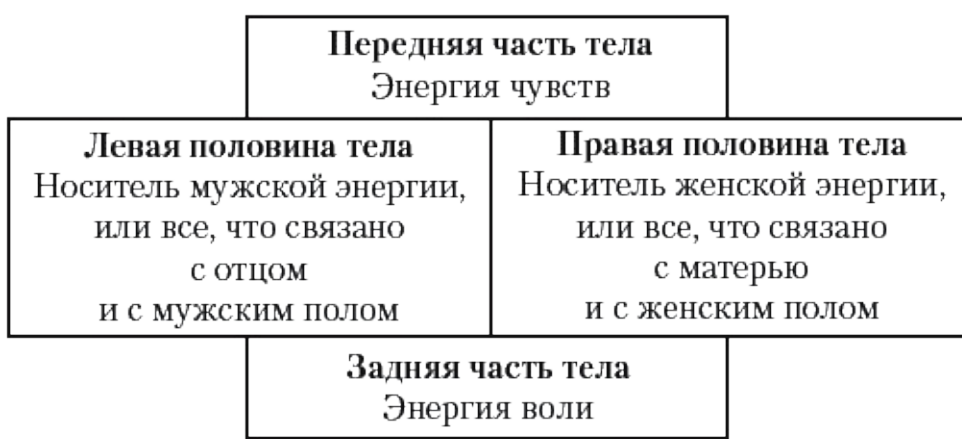 Передняя часть тела
Энергия чувств
Левая половина тела
Носитель мужской энергии,
или все, что связано
с отцом
и с мужским полом
Правая половина тела
Носитель женской энергии,
или все, что связано
с матерью
и с женским полом
Задняя часть тела
Энергия воли